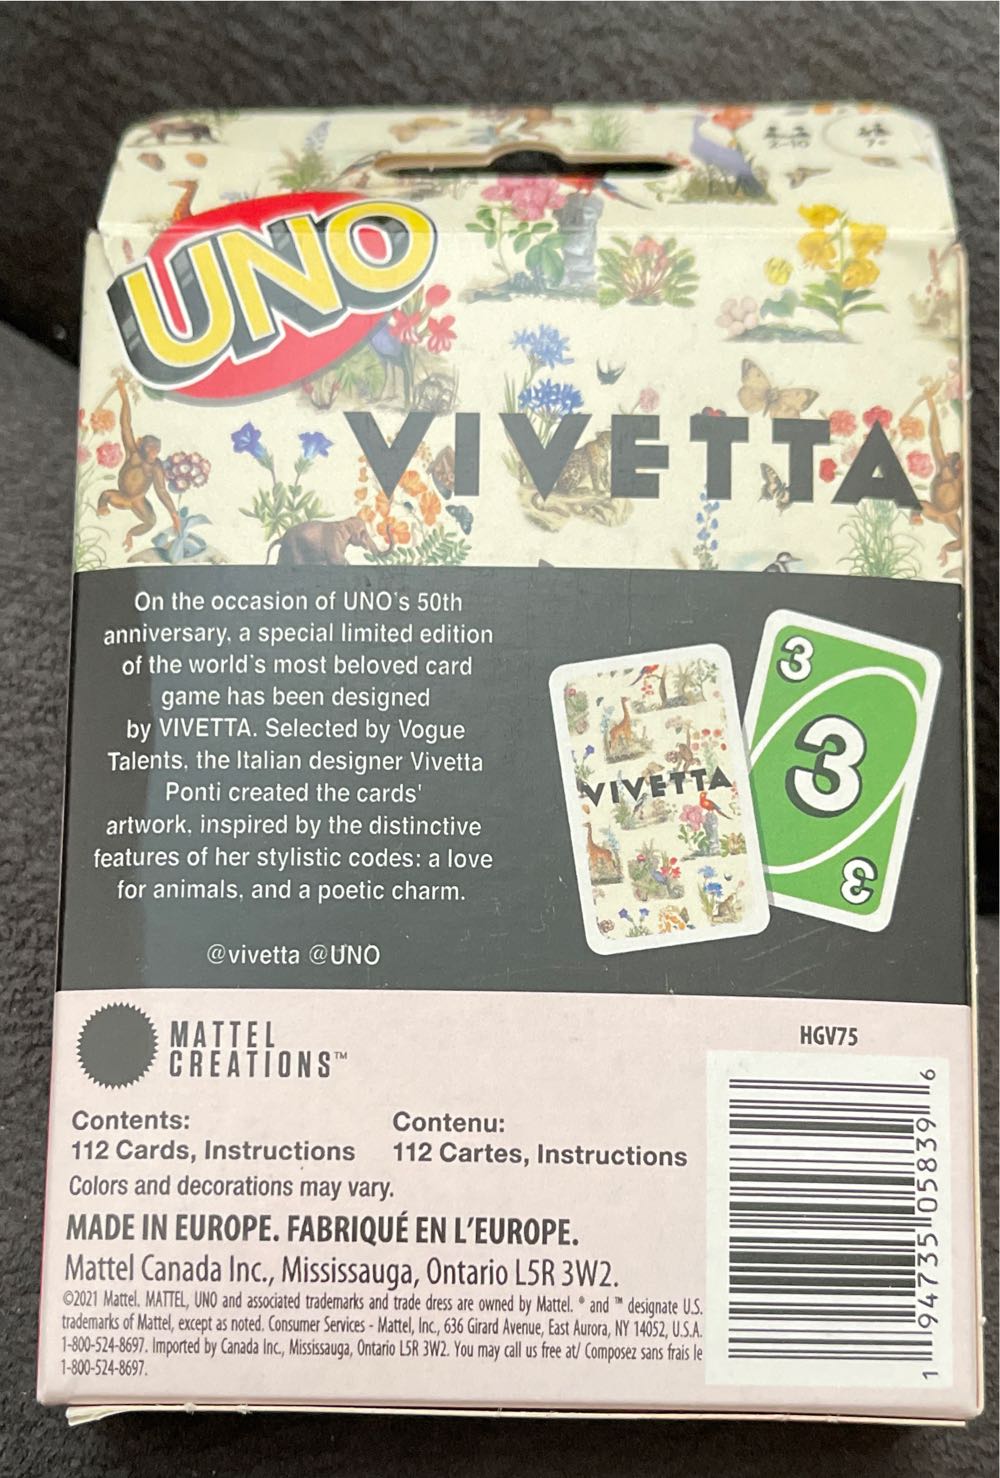 2-10
7+
UNO
VIVETTA
On the occasion of UNO's 50th
anniversary, a special limited edition
of the world's most beloved card
game has been designed
by VIVETTA. Selected by Vogue
Talents, the Italian designer Vivetta
Ponti created the cards'
artwork, inspired by the distinctive
features of her stylistic codes: a love
for animals, and a poetic charm.
@vivetta @UNO
VIVETTA
3
3
3
MATTEL
CREATIONS™
HGV75
Contents:
112 Cards, Instructions
Contenu:
112 Cartes, Instructions
Colors and decorations may vary.
MADE IN EUROPE. FABRIQUÉ EN L'EUROPE.
Mattel Canada Inc., Mississauga, Ontario L5R 3W2.
©2021 Mattel. MATTEL, UNO and associated trademarks and trade dress are owned by Mattel. ® and ™ designate U.S.
trademarks of Mattel, except as noted. Consumer Services - Mattel, Inc., 636 Girard Avenue, East Aurora, NY 14052, U.S.A.
1-800-524-8697. Imported by Canada Inc., Mississauga, Ontario L5R 3W2. You may call us free at/ Composez sans frais le
1-800-524-8697.
1 94735 05839 6